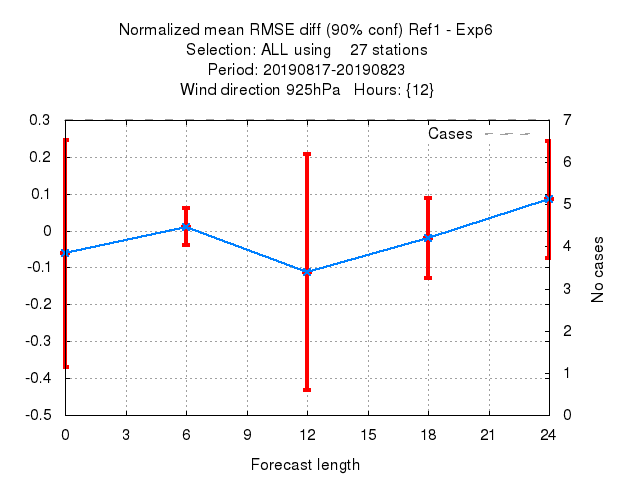 Normalized mean RMSE diff (90% conf) Ref1 - Exp6
Selection: ALL using    27 stations
Period: 20190817-20190823
Wind direction 925hPa   Hours: {12}
0.3
0.2
0.1
0
-0.1
-0.2
-0.3
-0.4
-0.5
Cases
7
6
5
4
3
2
1
0
No cases
0 3 6 9 12 15 18 21 24
Forecast length